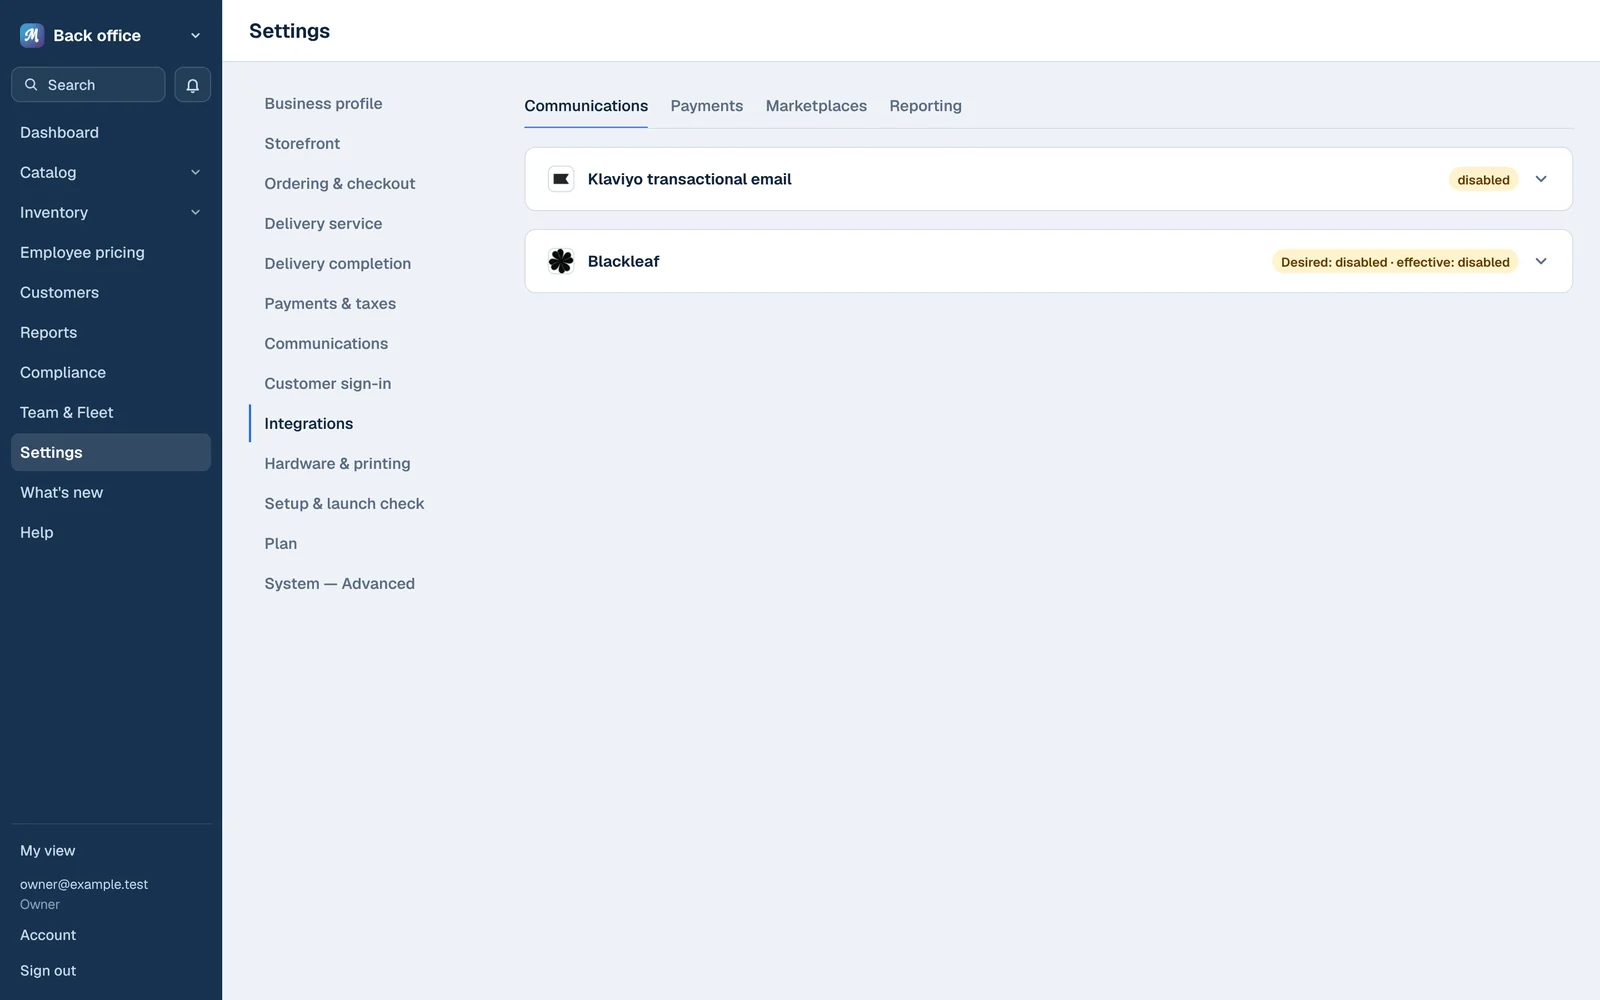 Back office
Search
Dashboard
Catalog
Inventory
Employee pricing
Customers
Reports
Compliance
Team & Fleet
Settings
What's new
Help
My view
owner@example.test
Owner
Account
Sign out
Settings
Business profile
Storefront
Ordering & checkout
Delivery service
Delivery completion
Payments & taxes
Communications
Customer sign-in
Integrations
Hardware & printing
Setup & launch check
Plan
System — Advanced
Communications Payments Marketplaces Reporting
Klaviyo transactional email disabled
Blackleaf Desired: disabled · effective: disabled